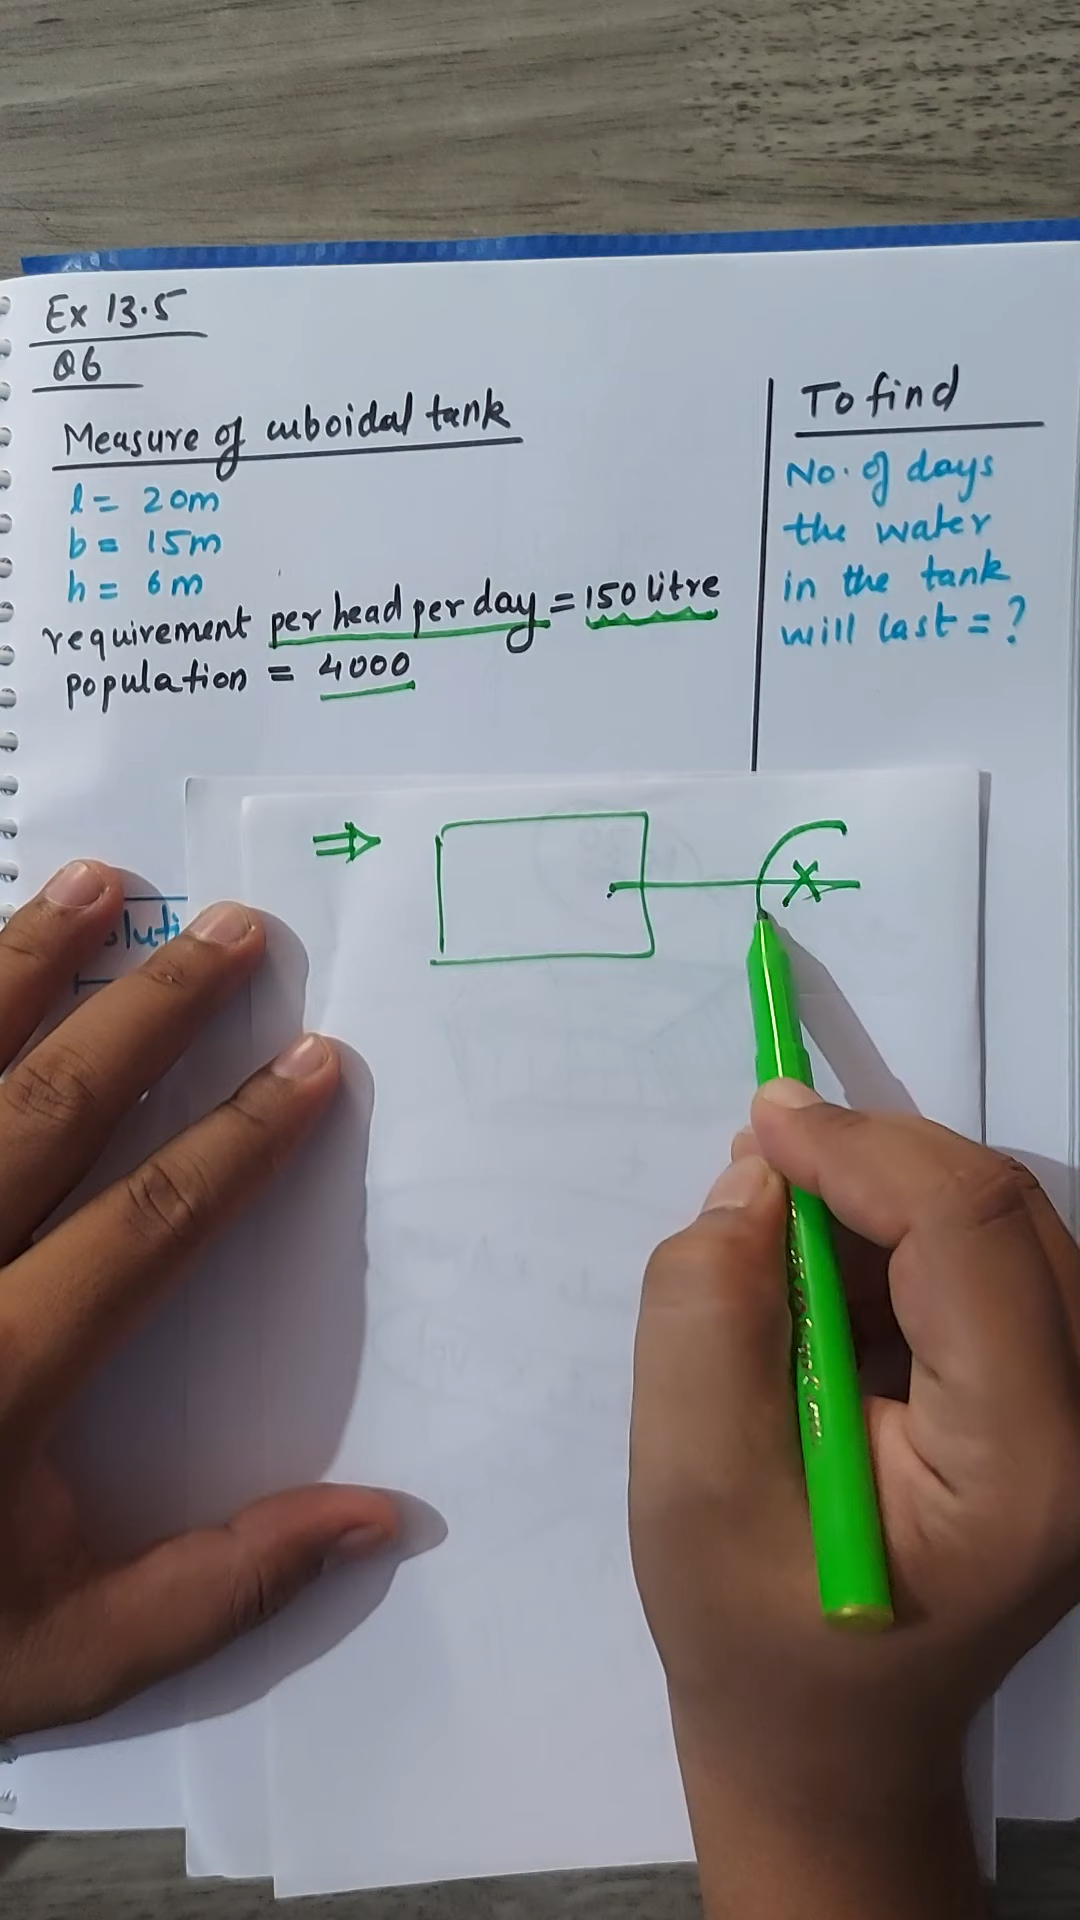 Ex 13.5
Q6
Measure of cuboidal tank
l = 20m
b = 15m
h = 6m
requirement per head per day = 150 litre
population = 4000
To find
No. of days
the water
in the tank
will last = ?
⇒
x